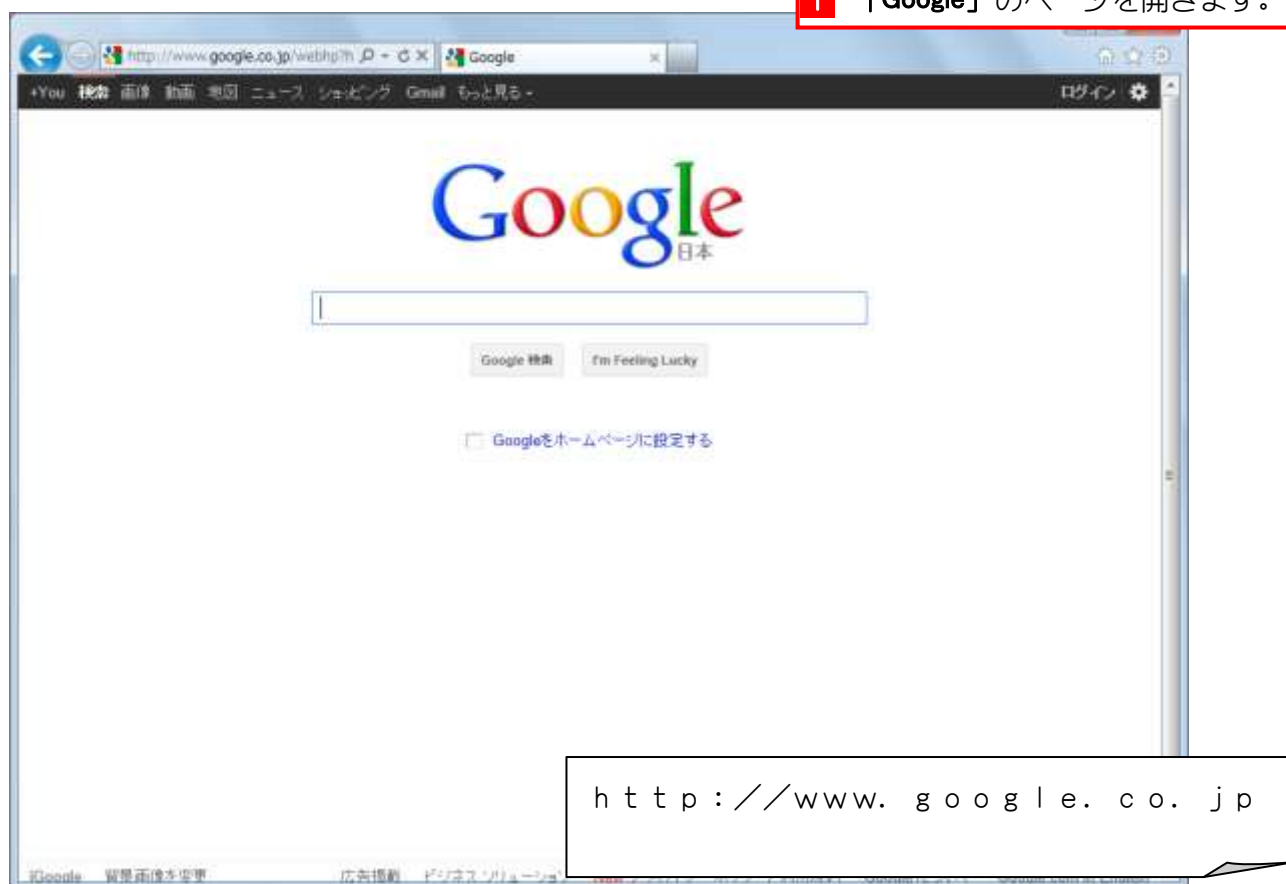 1 「Google」のページを開きます。
http://www.google.co.jp/webhp?h
Google
+You 検索 画像 動画 地図 ニュース ショッピング Gmail もっと見る
ログイン
Google
日本
Google 検索 I'm Feeling Lucky
Googleをホームページに設定する
http://www.google.co.jp
iGoogle 背景画像を変更 広告掲載 ビジネス ソリューション